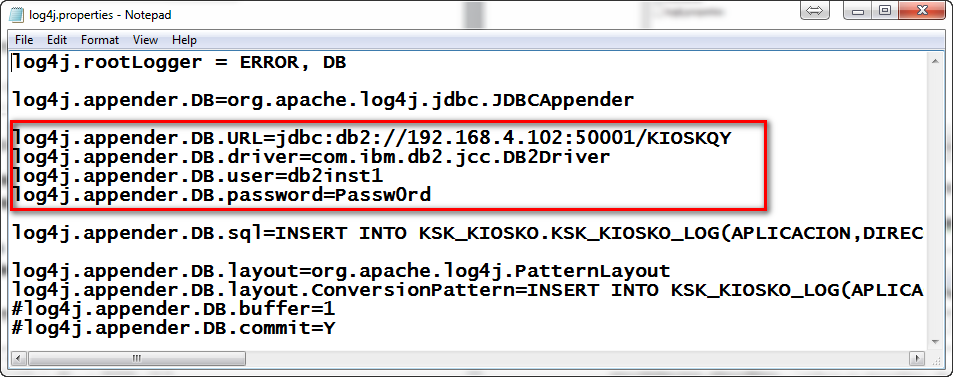 log4j.properties - Notepad
File Edit Format View Help
log4j.rootLogger = ERROR, DB
log4j.appender.DB=org.apache.log4j.jdbc.JDBCAppender
log4j.appender.DB.URL=jdbc:db2://192.168.4.102:50001/KIOSKQY
log4j.appender.DB.driver=com.ibm.db2.jcc.DB2Driver
log4j.appender.DB.user=db2inst1
log4j.appender.DB.password=Passw0rd
log4j.appender.DB.sql=INSERT INTO KSK_KIOSKO.KSK_KIOSKO_LOG(APLICACION,DIREC
log4j.appender.DB.layout=org.apache.log4j.PatternLayout
log4j.appender.DB.layout.ConversionPattern=INSERT INTO KSK_KIOSKO_LOG(APLICA
#log4j.appender.DB.buffer=1
#log4j.appender.DB.commit=Y